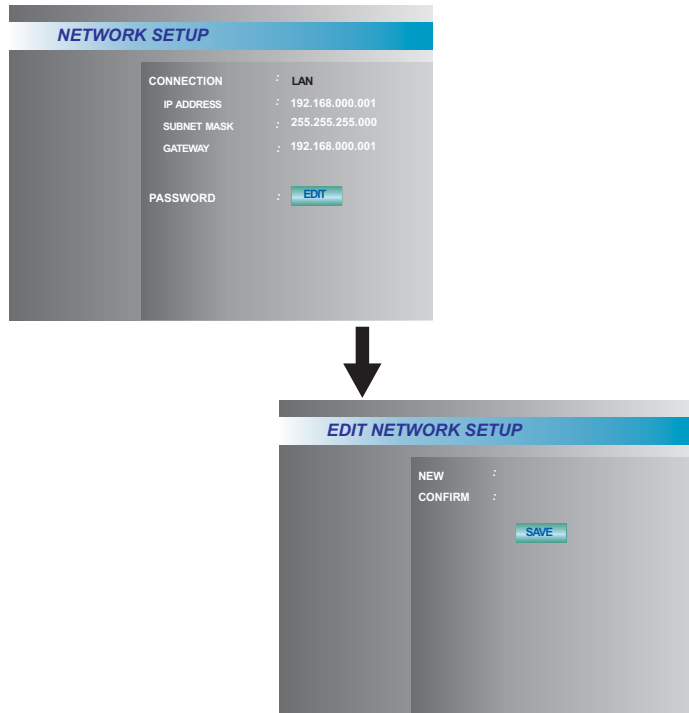 NETWORK SETUP
CONNECTION : LAN
IP ADDRESS : 192.168.000.001
SUBNET MASK : 255.255.255.000
GATEWAY : 192.168.000.001
PASSWORD : EDIT
EDIT NETWORK SETUP
NEW :
CONFIRM :
SAVE